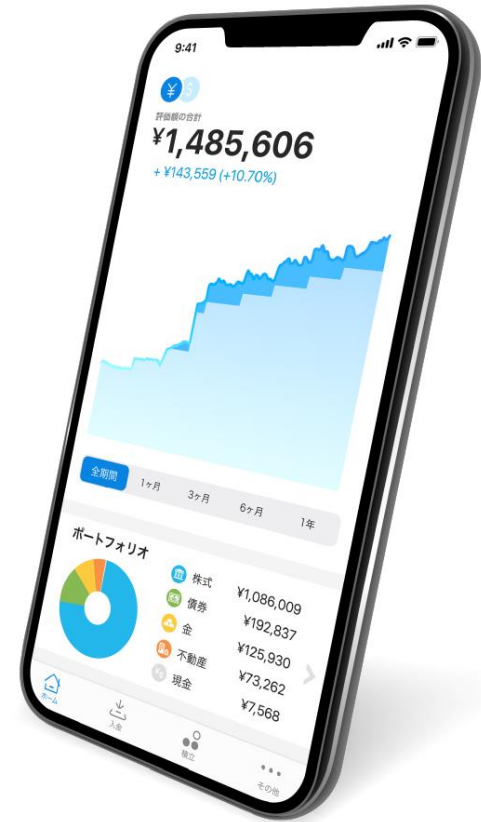 9:41
¥ $
評価額の合計
¥1,485,606
+ ¥143,559 (+10.70%)
全期間 1ヶ月 3ヶ月 6ヶ月 1年
ポートフォリオ
株式 ¥1,086,009
債券 ¥192,837
金 ¥125,930
不動産 ¥73,262
現金 ¥7,568
ホーム 入金 積立 その他